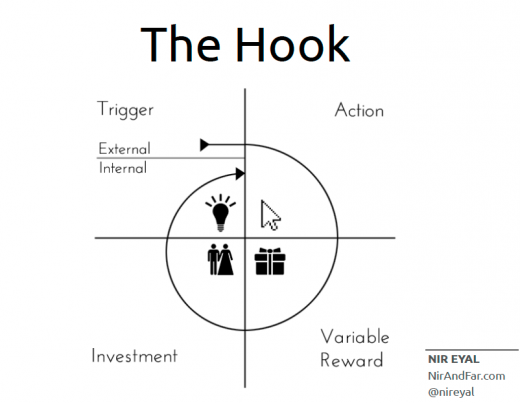 The Hook
Trigger
Action
External
Internal
Investment
Variable
Reward
NIR EYAL
NirAndFar.com
@nireyal